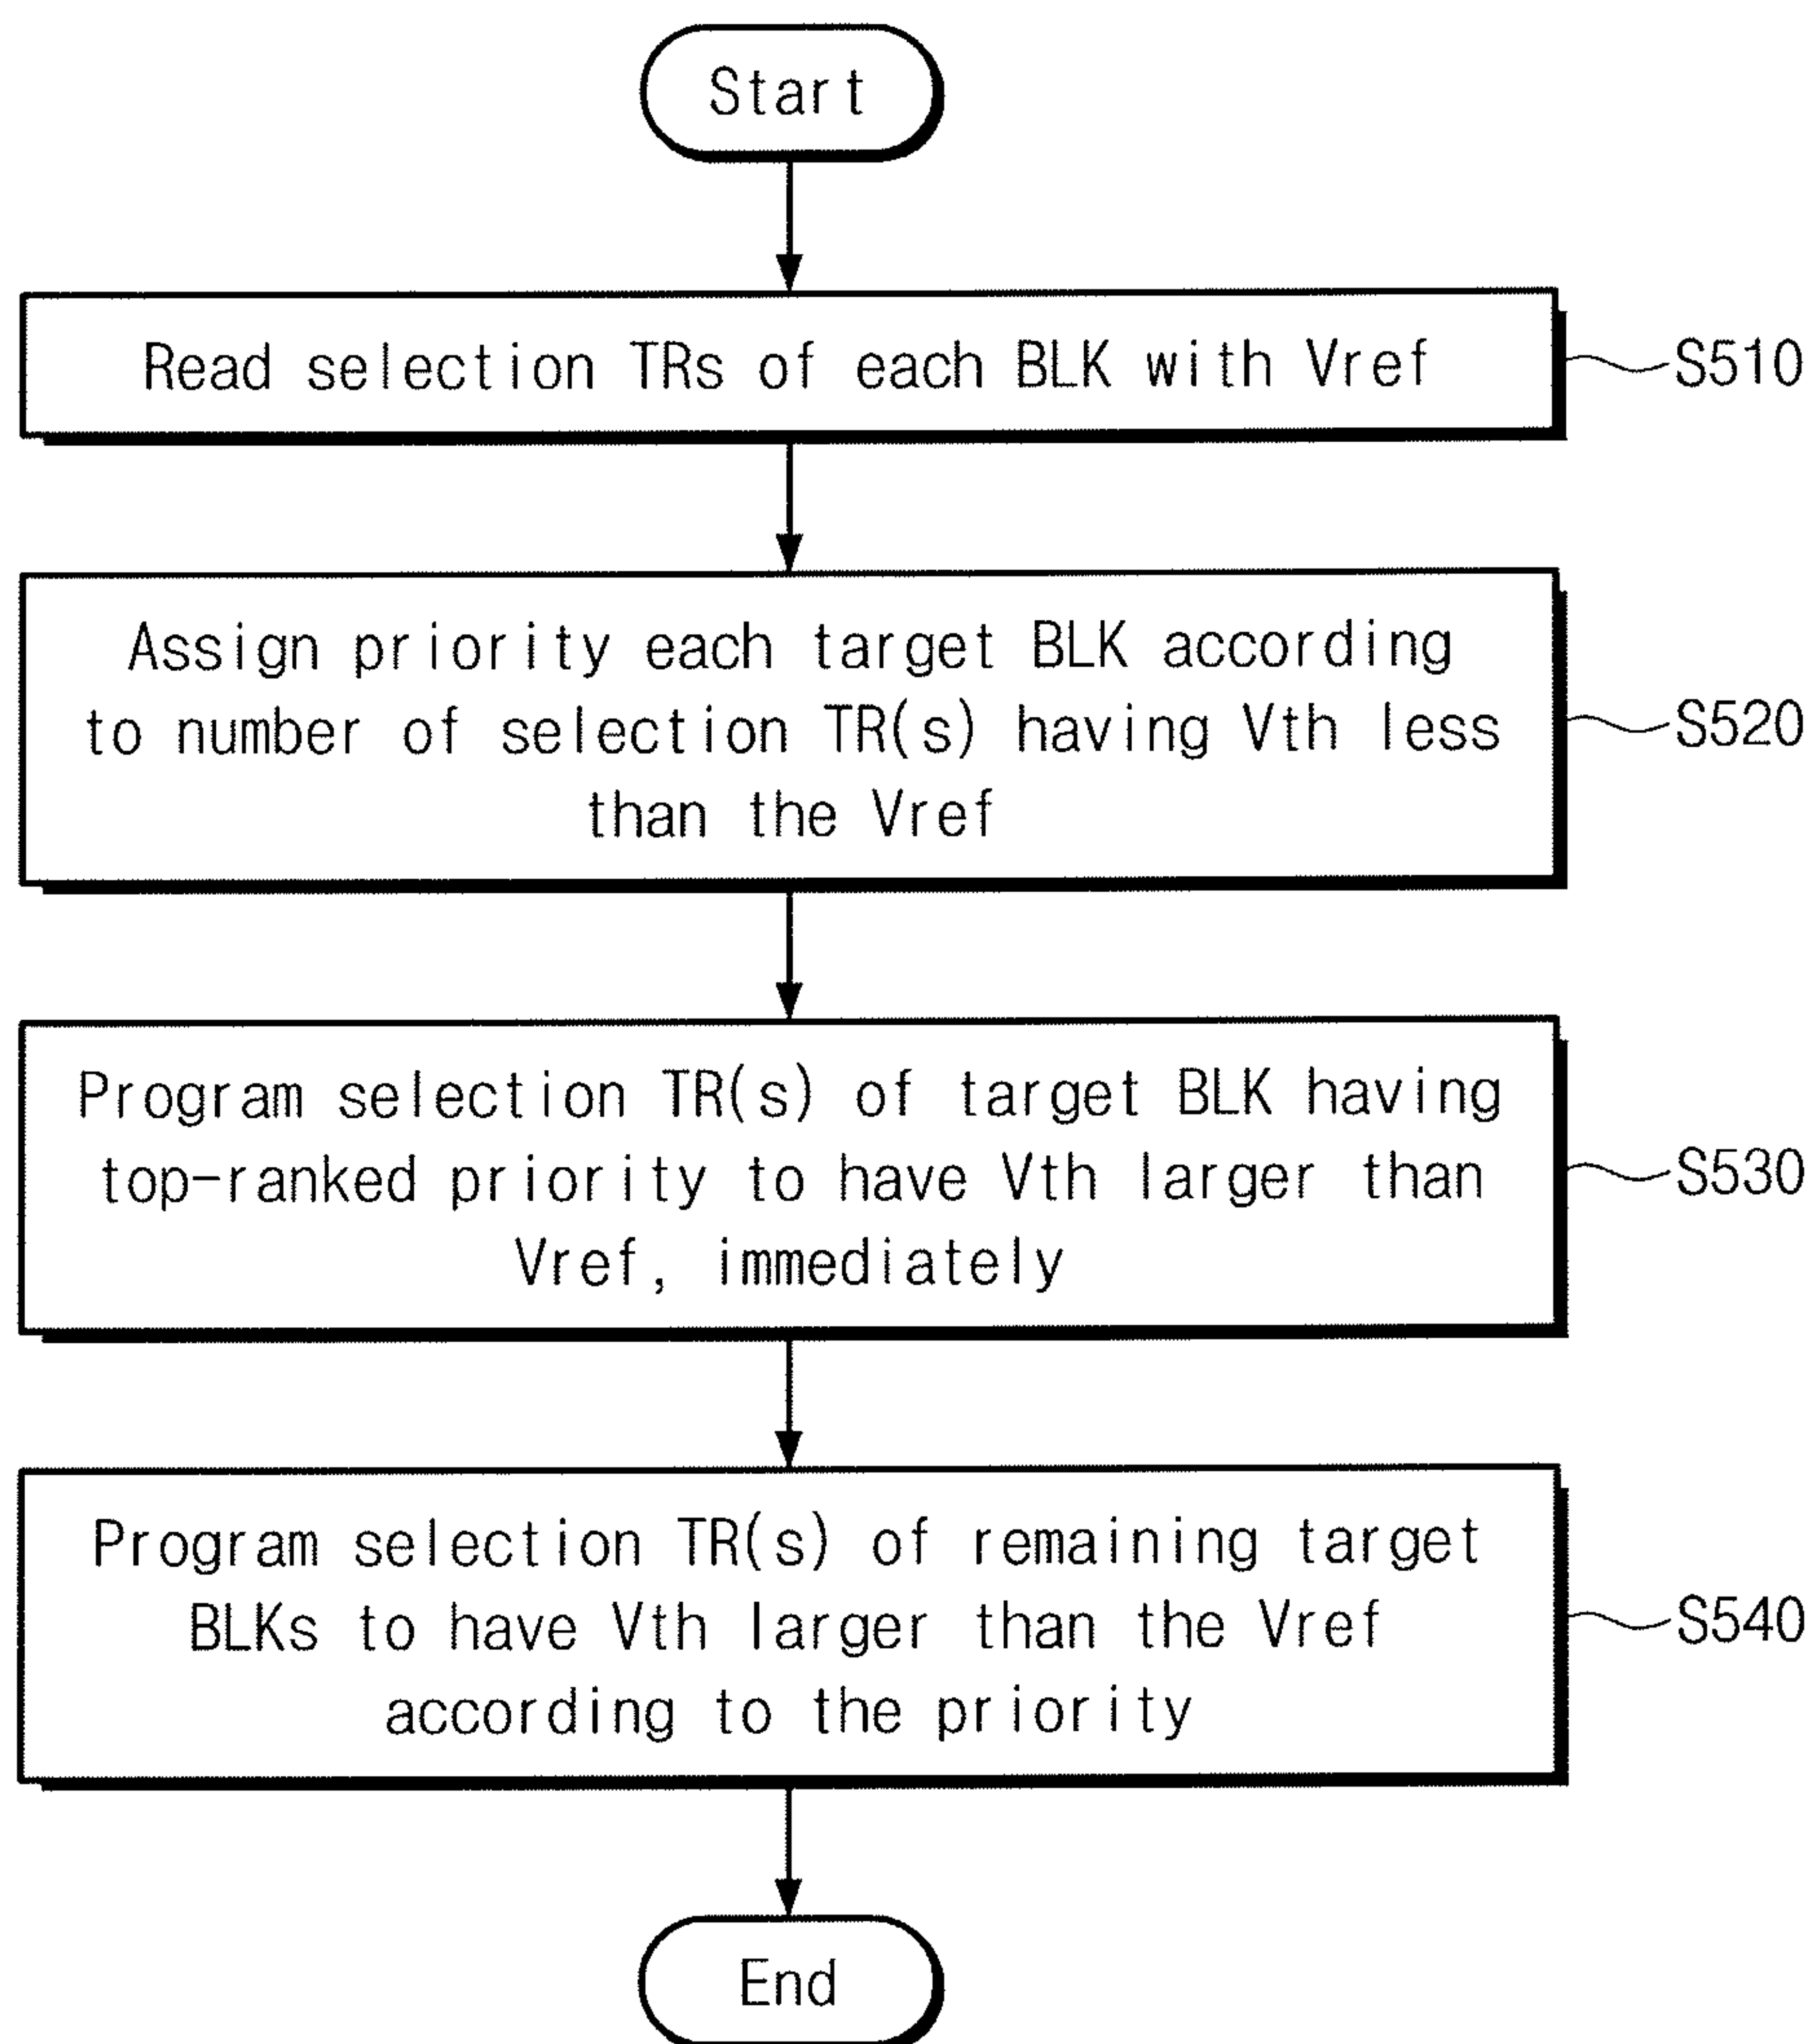 Start
Read selection TRs of each BLK with Vref
S510
Assign priority each target BLK according
to number of selection TR(s) having Vth less
than the Vref
S520
Program selection TR(s) of target BLK having
top-ranked priority to have Vth larger than
Vref, immediately
S530
Program selection TR(s) of remaining target
BLKs to have Vth larger than the Vref
according to the priority
S540
End